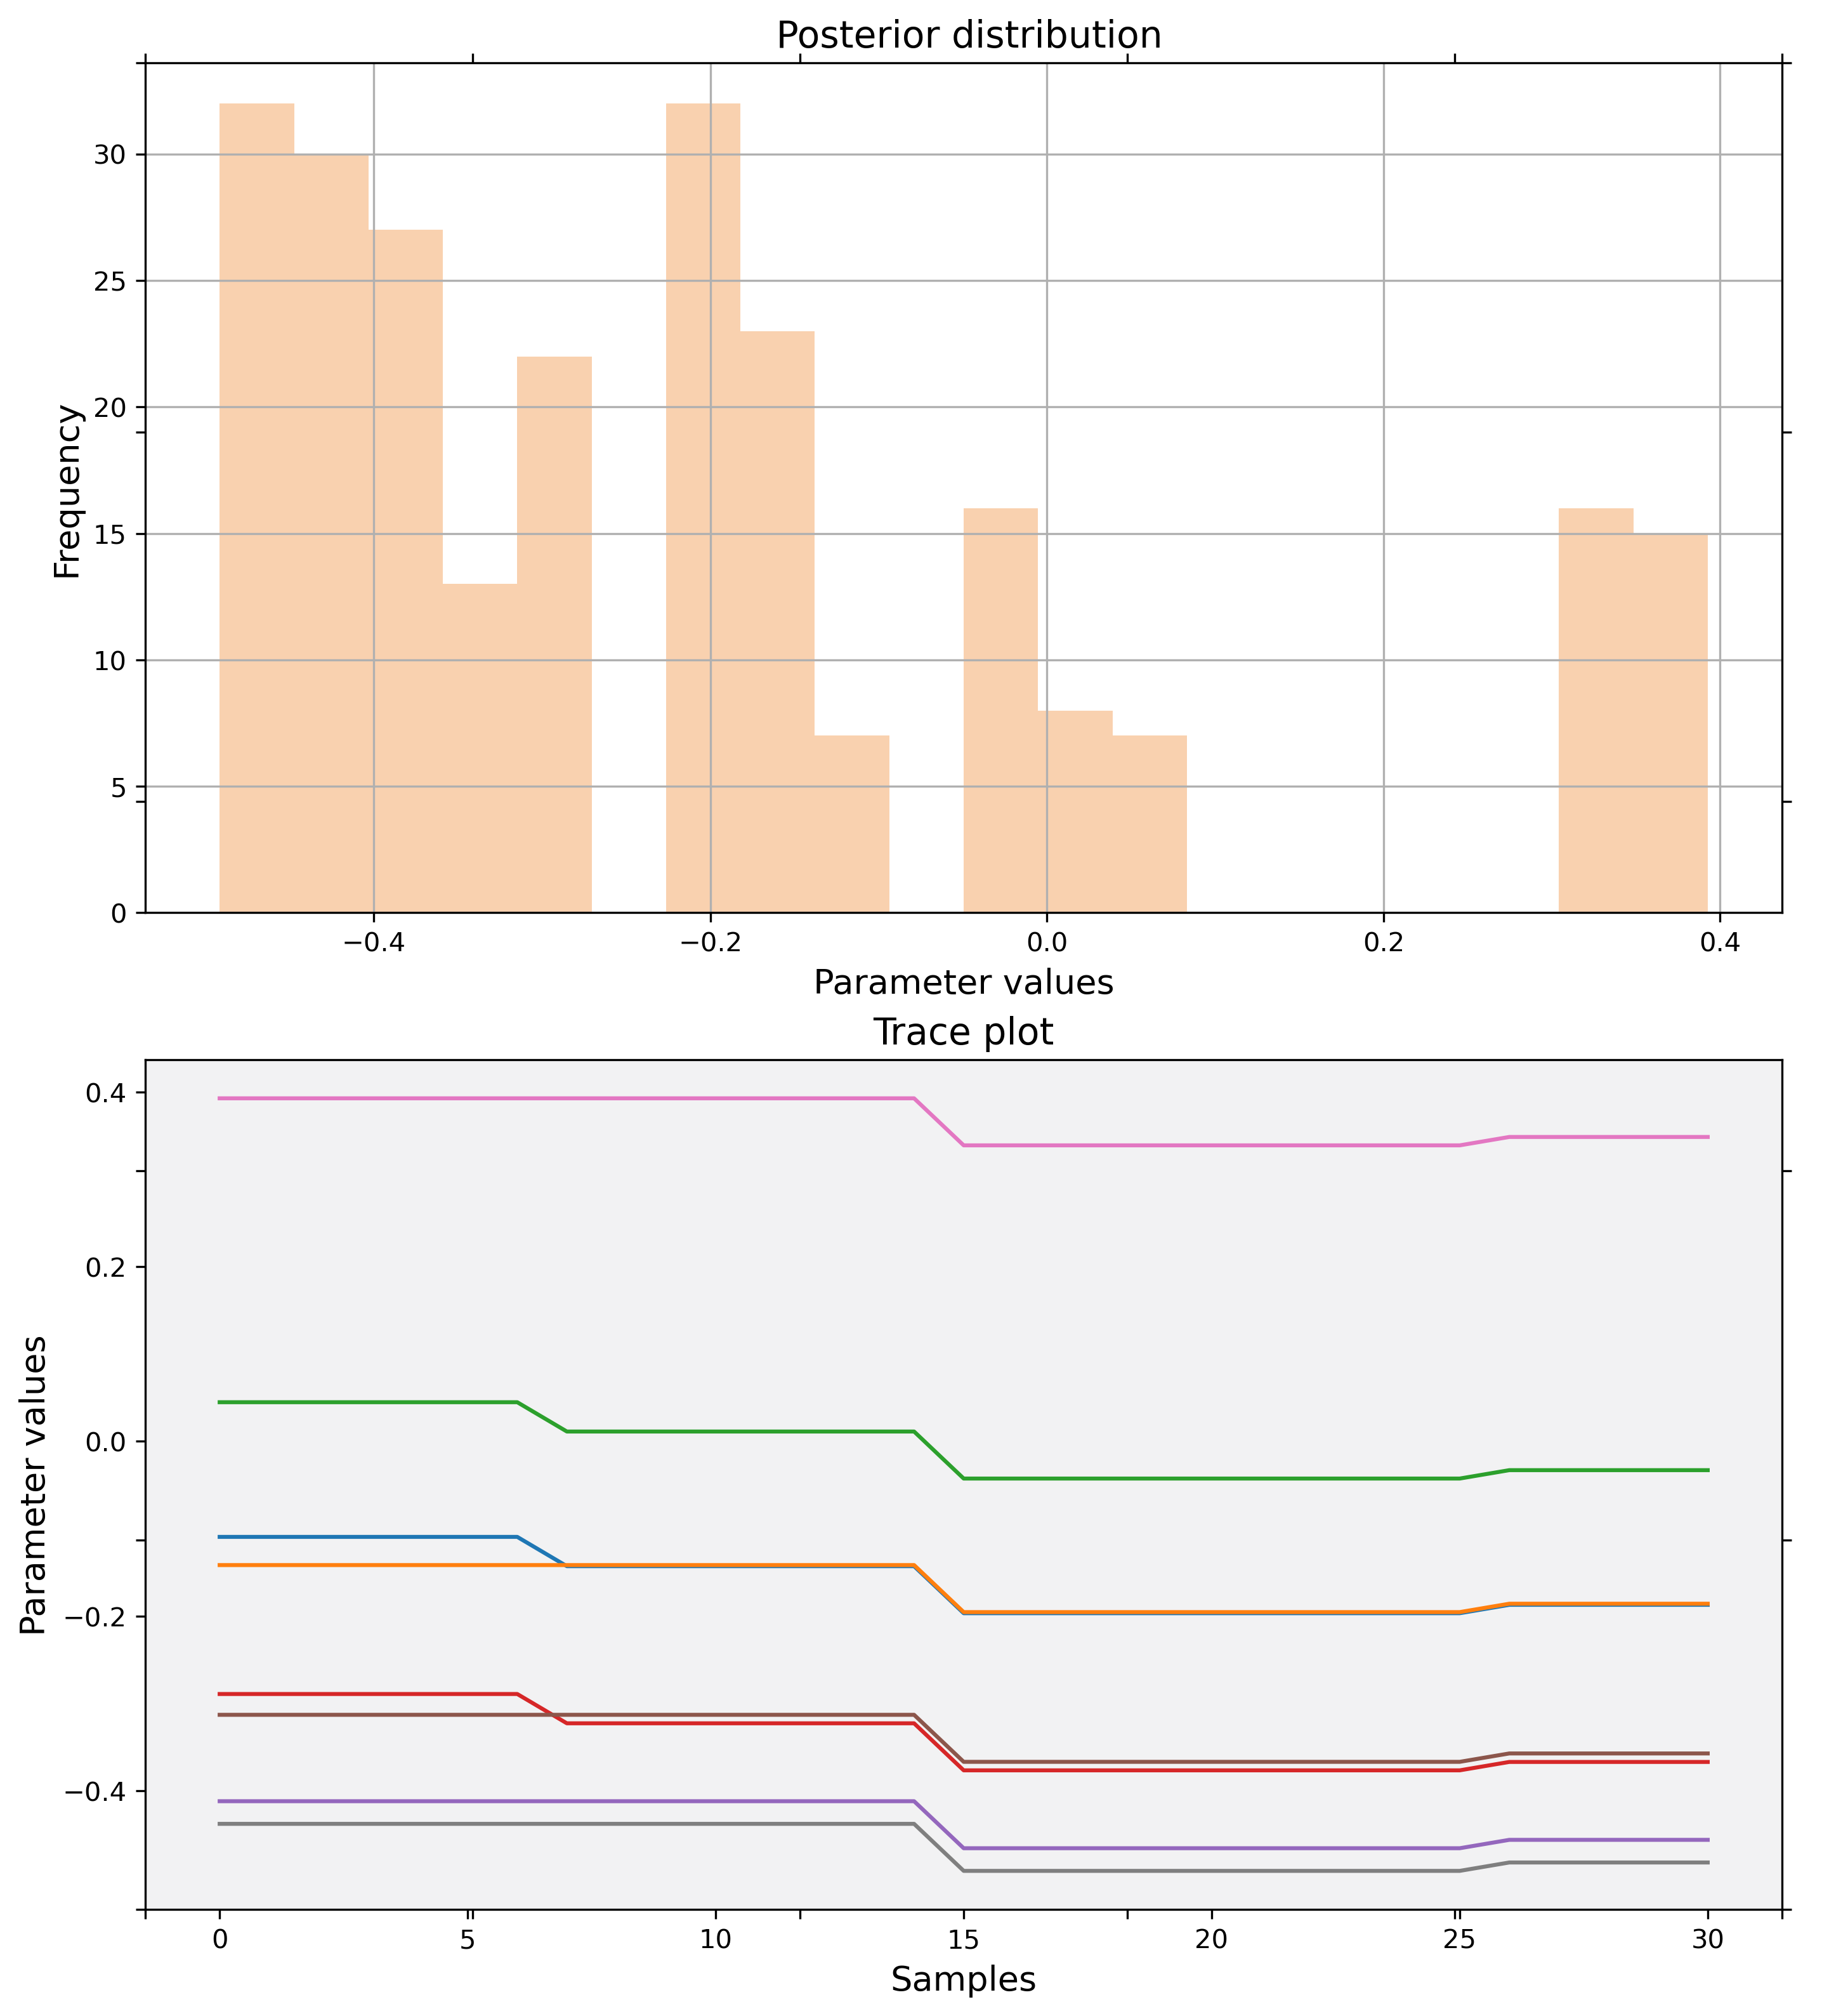 Posterior distribution
30
25
20
15
10
5
0
Frequency
−0.4 −0.2 0.0 0.2 0.4
Parameter values
Trace plot
0.4
0.2
0.0
−0.2
−0.4
Parameter values
0 5 10 15 20 25 30
Samples